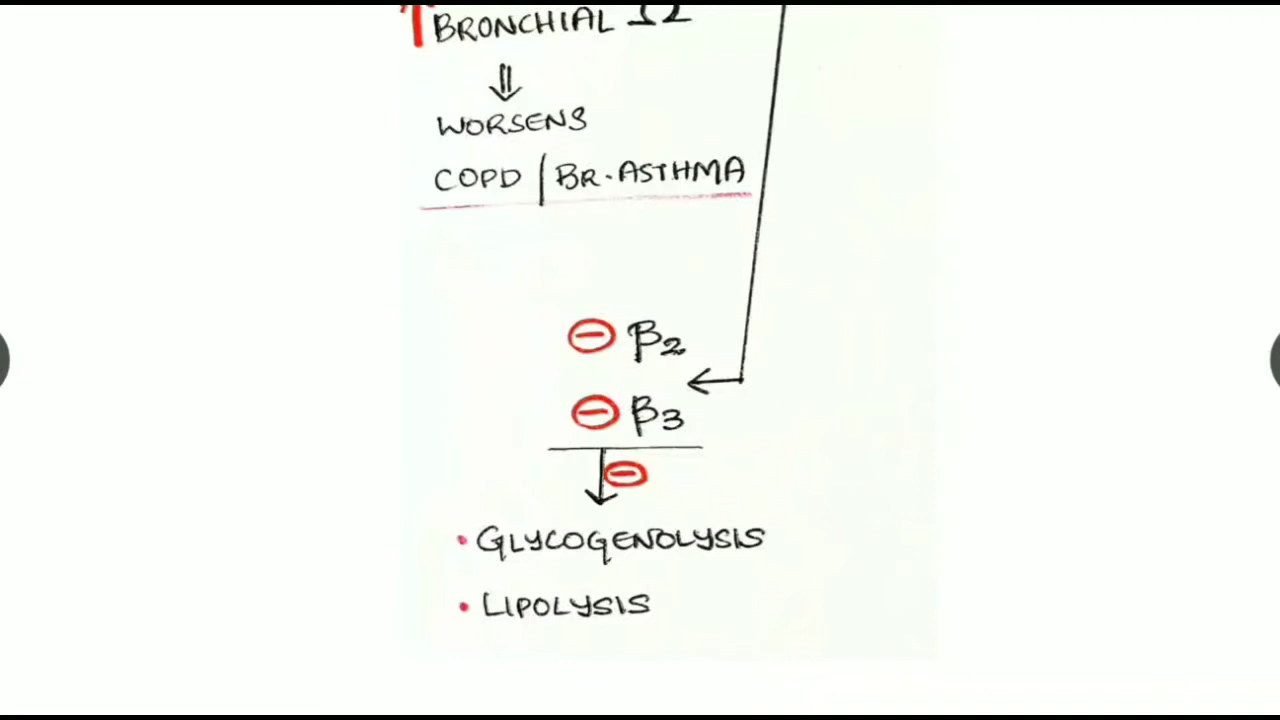 ↑ BRONCHIAL Ω
⇓
WORSENS
COPD | BR. ASTHMA
⊖ β2
⊖ β3
⊖
• GLYCOGENOLYSIS
• LIPOLYSIS